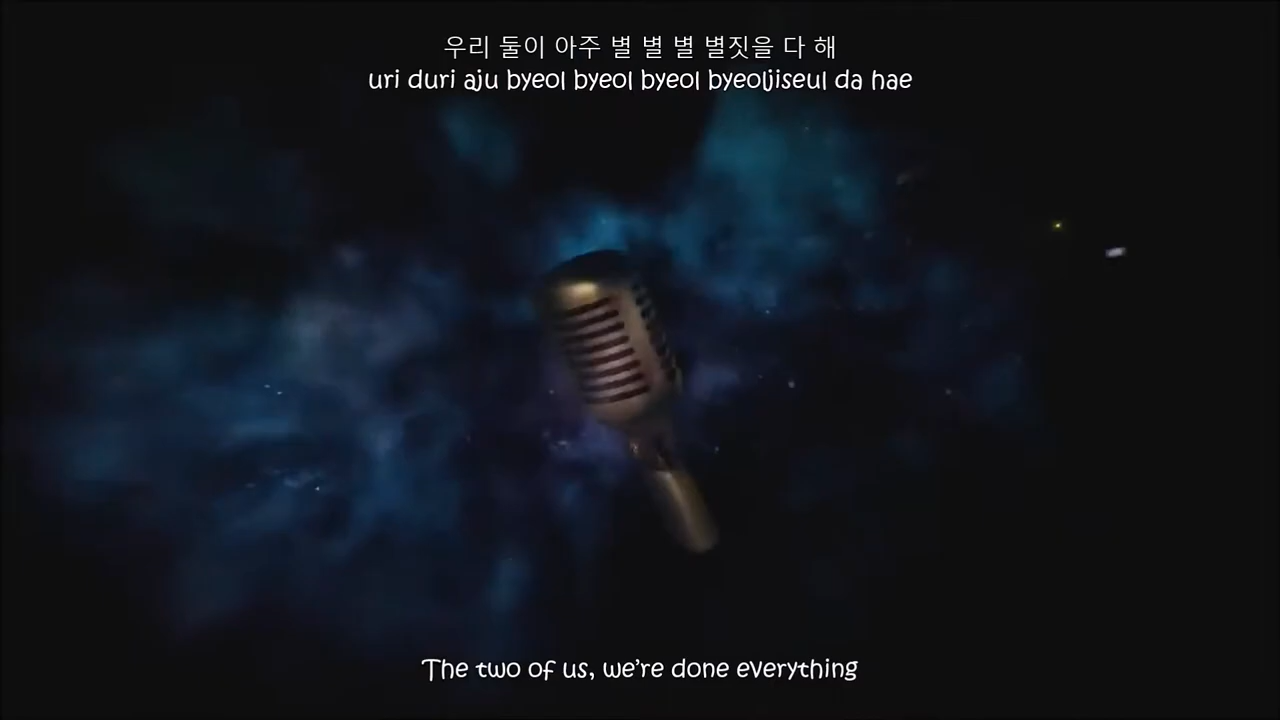 우리 둘이 아주 별 별 별 별짓을 다 해
uri duri aju byeol byeol byeol byeoljiseul da hae
The two of us, we’re done everything